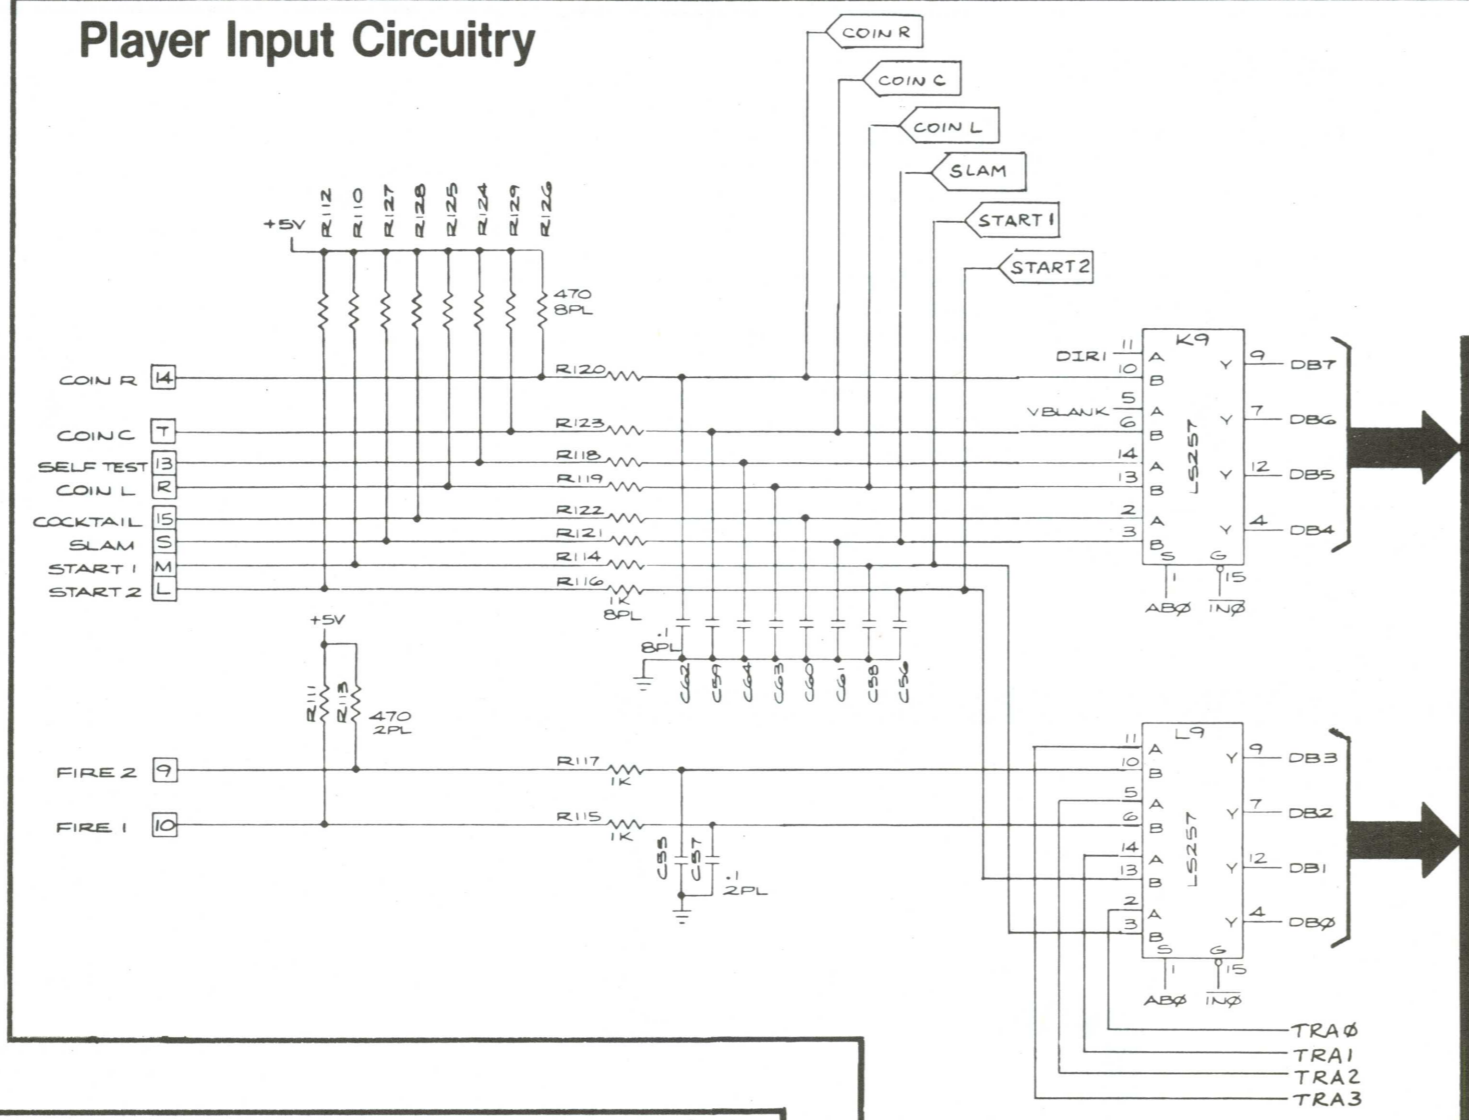 Player Input Circuitry
COIN R
COIN C
COIN L
SLAM
START 1
START 2
+5V
R112
R110
R127
R128
R125
R124
R129
R126
470
8PL
COIN R 14
COIN C T
SELF TEST 13
COIN L R
COCKTAIL 15
SLAM S
START 1 M
START 2 L
R120
R123
R118
R119
R122
R121
R114
R116
1K
8PL
.1
8PL
C62
C59
C64
C63
C60
C61
C58
C56
DIR1 11 A
10 B
VBLANK 5 A
6 B
14 A
13 B
2 A
3 B
K9
LS257
Y 9 DB7
Y 7 DB6
Y 12 DB5
Y 4 DB4
S G
1 15
ABØ INØ
+5V
R111
R113
470
2PL
FIRE 2 9
FIRE 1 10
R117
1K
R115
1K
C55
C57
.1
2PL
11 A
10 B
5 A
6 B
14 A
13 B
2 A
3 B
L9
LS257
Y 9 DB3
Y 7 DB2
Y 12 DB1
Y 4 DBØ
S G
1 15
ABØ INØ
TRAØ
TRA1
TRA2
TRA3